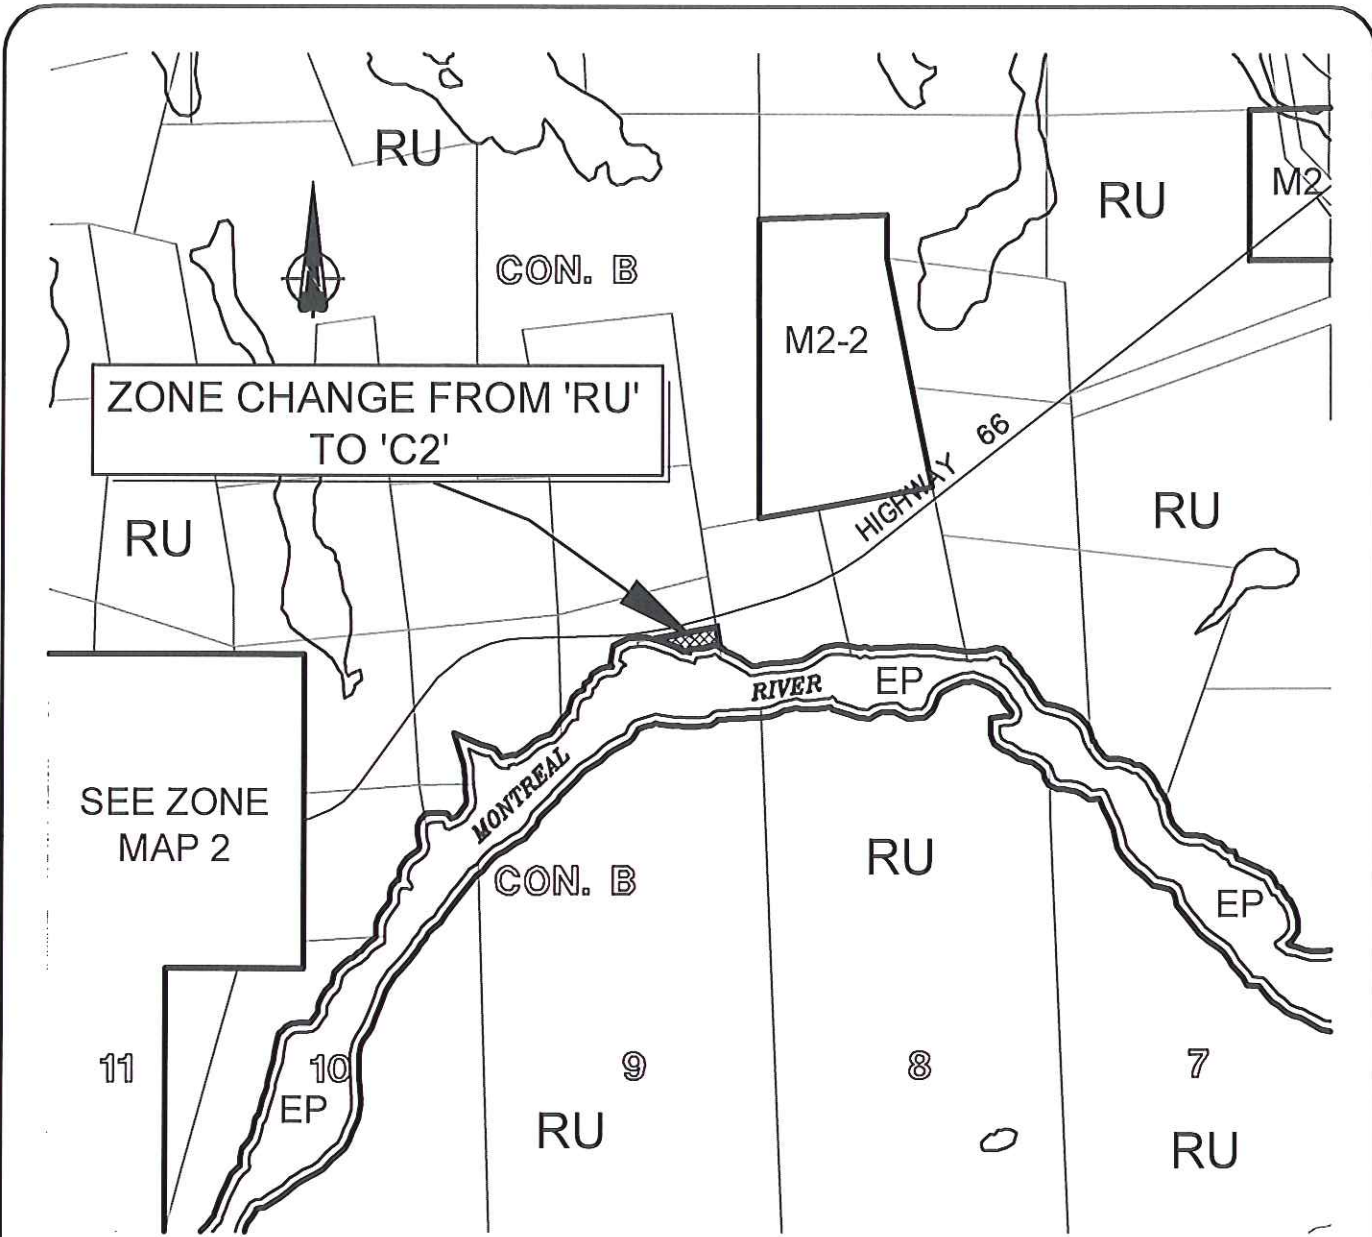 RU
RU
M2
CON. B
M2-2
ZONE CHANGE FROM 'RU'
TO 'C2'
HIGHWAY 66
RU
RU
RIVER
EP
MONTREAL
SEE ZONE
MAP 2
RU
CON. B
EP
11
10
9
8
7
EP
RU
RU